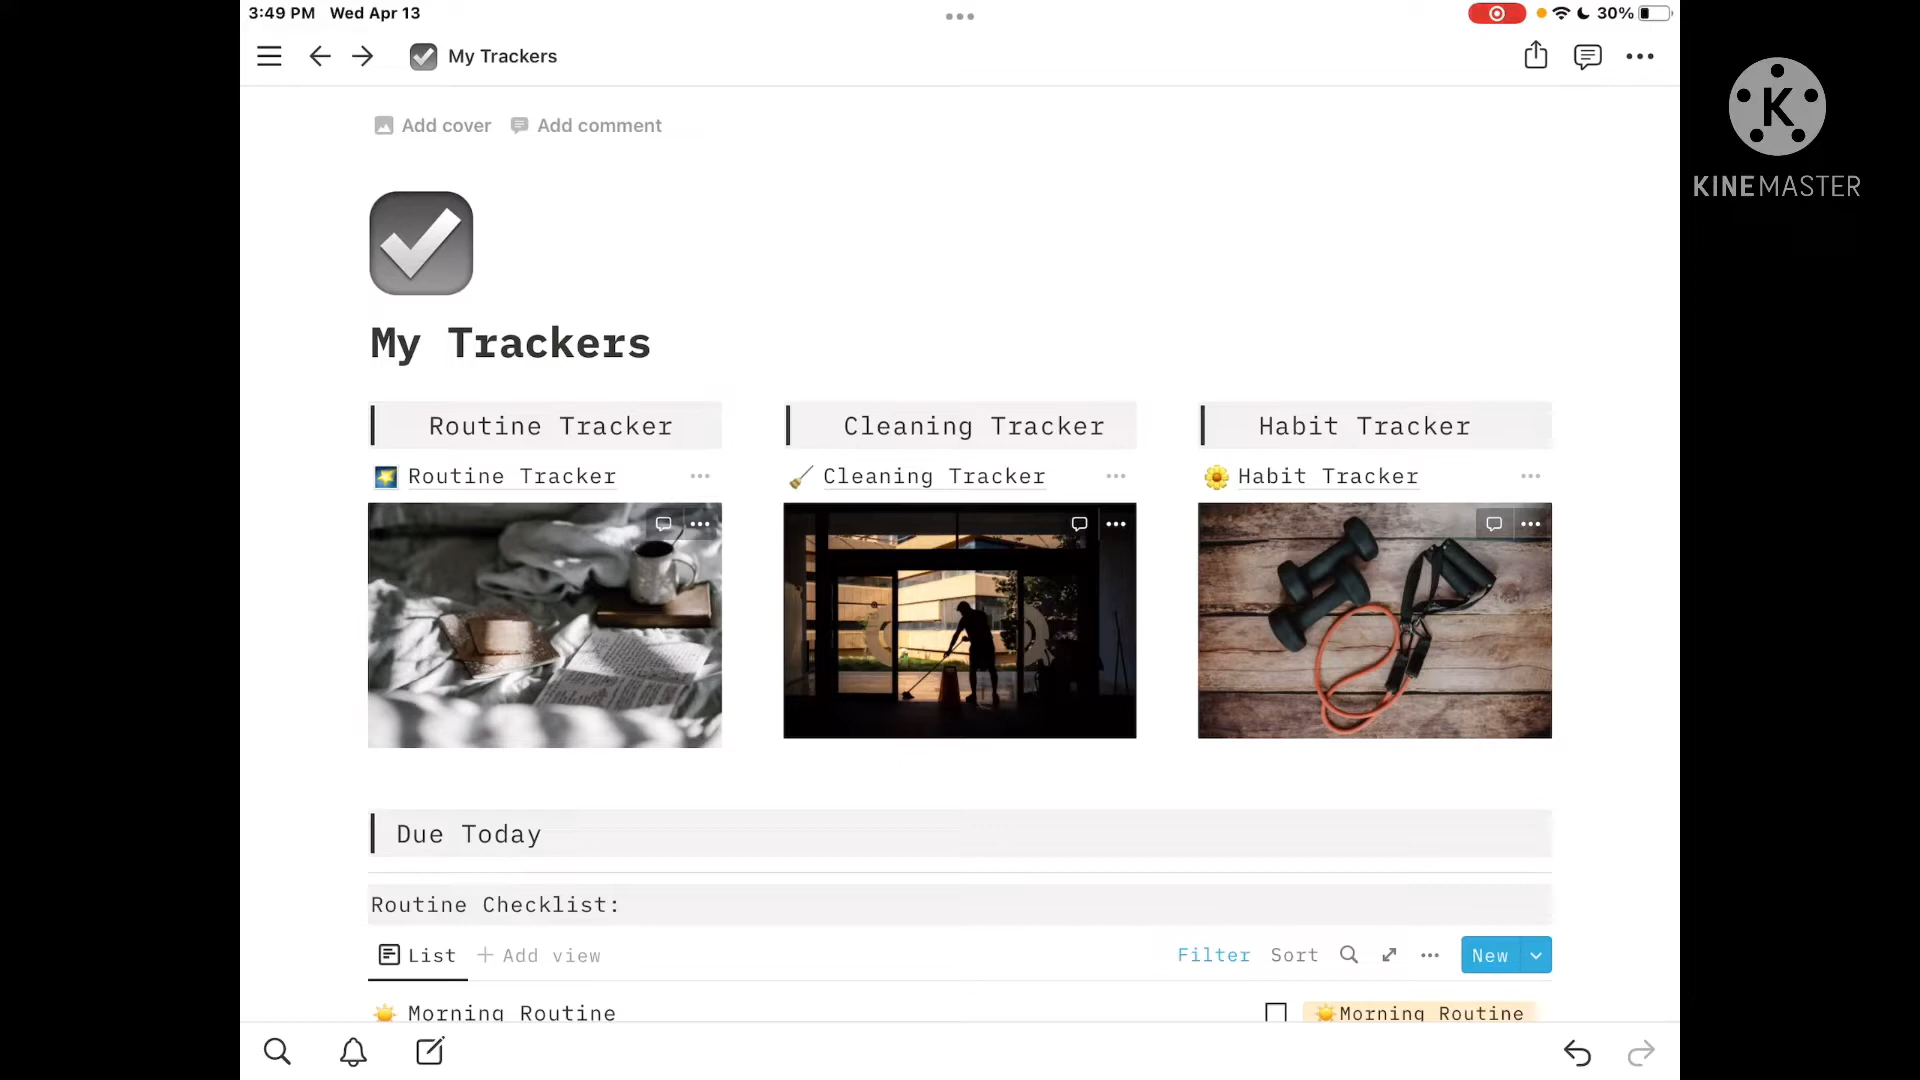 3:49 PM Wed Apr 13
30%
My Trackers
Add cover Add comment
My Trackers
Routine Tracker
Cleaning Tracker
Habit Tracker
Routine Tracker
Cleaning Tracker
Habit Tracker
Due Today
Routine Checklist:
List Add view
Filter Sort New
Morning Routine
Morning Routine
K
KINEMASTER